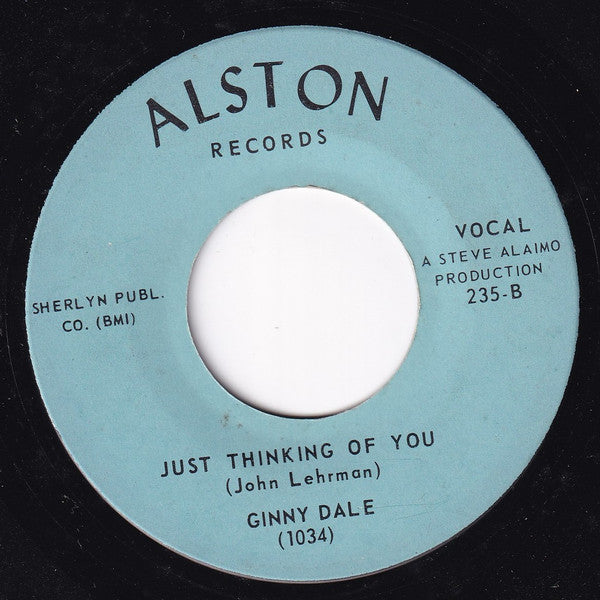 ALSTON
RECORDS
VOCAL
A STEVE ALAIMO
PRODUCTION
235-B
SHERLYN PUBL.
CO. (BMI)
JUST THINKING OF YOU
(John Lehrman)
GINNY DALE
(1034)